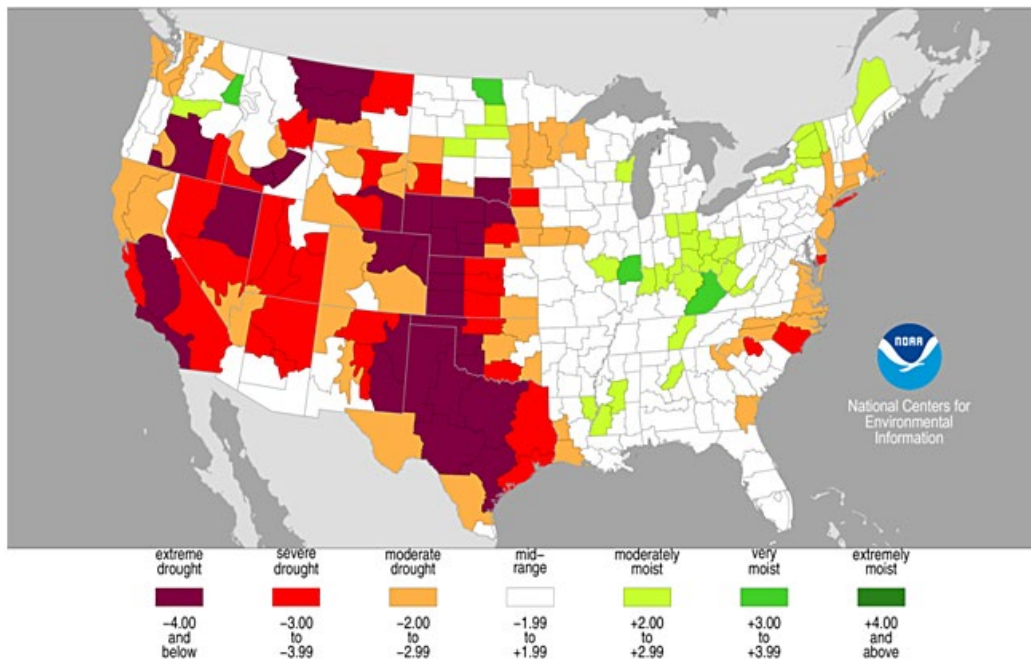 NOAA
National Centers for
Environmental
Information
extreme drought
severe drought
moderate drought
mid-range
moderately moist
very moist
extremely moist
−4.00 and below
−3.00 to −3.99
−2.00 to −2.99
−1.99 to +1.99
+2.00 to +2.99
+3.00 to +3.99
+4.00 and above